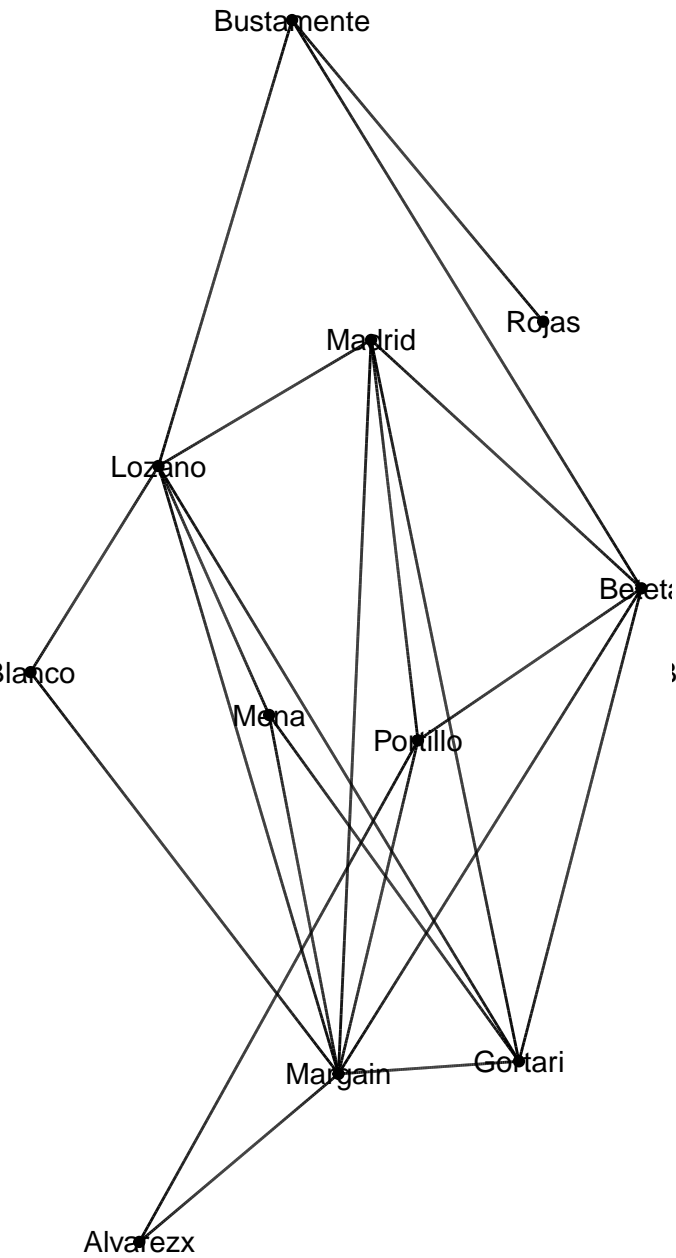 Bustamente
Rojas
Madrid
Lozano
Beteta
Blanco
Mena
Portillo
Gortari
Margain
Alvarezx